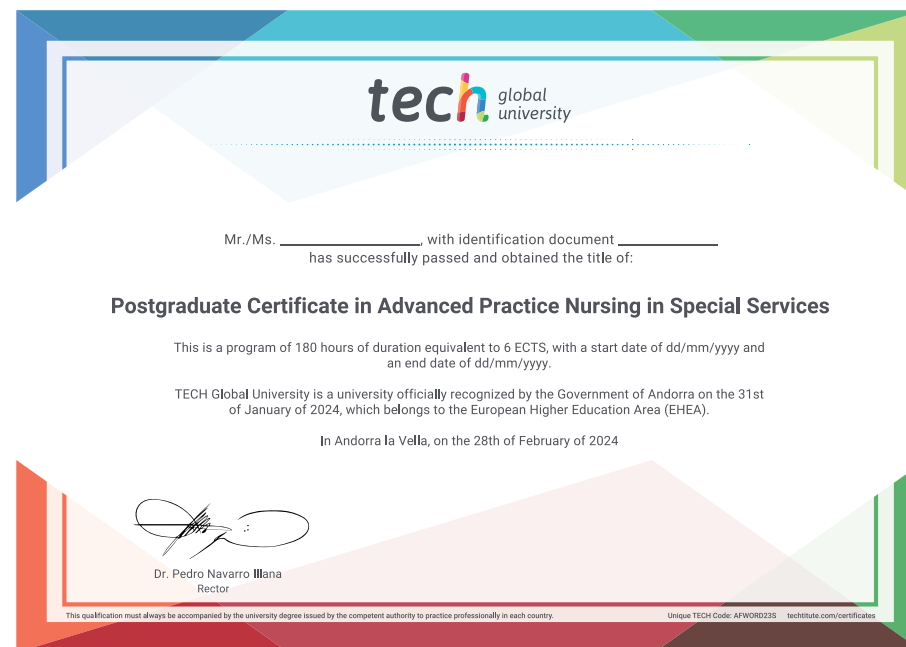 tech global
university
Mr./Ms. ____________, with identification document ____________
has successfully passed and obtained the title of:
Postgraduate Certificate in Advanced Practice Nursing in Special Services
This is a program of 180 hours of duration equivalent to 6 ECTS, with a start date of dd/mm/yyyy and
an end date of dd/mm/yyyy.
TECH Global University is a university officially recognized by the Government of Andorra on the 31st
of January of 2024, which belongs to the European Higher Education Area (EHEA).
In Andorra la Vella, on the 28th of February of 2024
Dr. Pedro Navarro Illana
Rector
This qualification must always be accompanied by the university degree issued by the competent authority to practice professionally in each country. Unique TECH Code: AFWORD23S techtitute.com/certificates